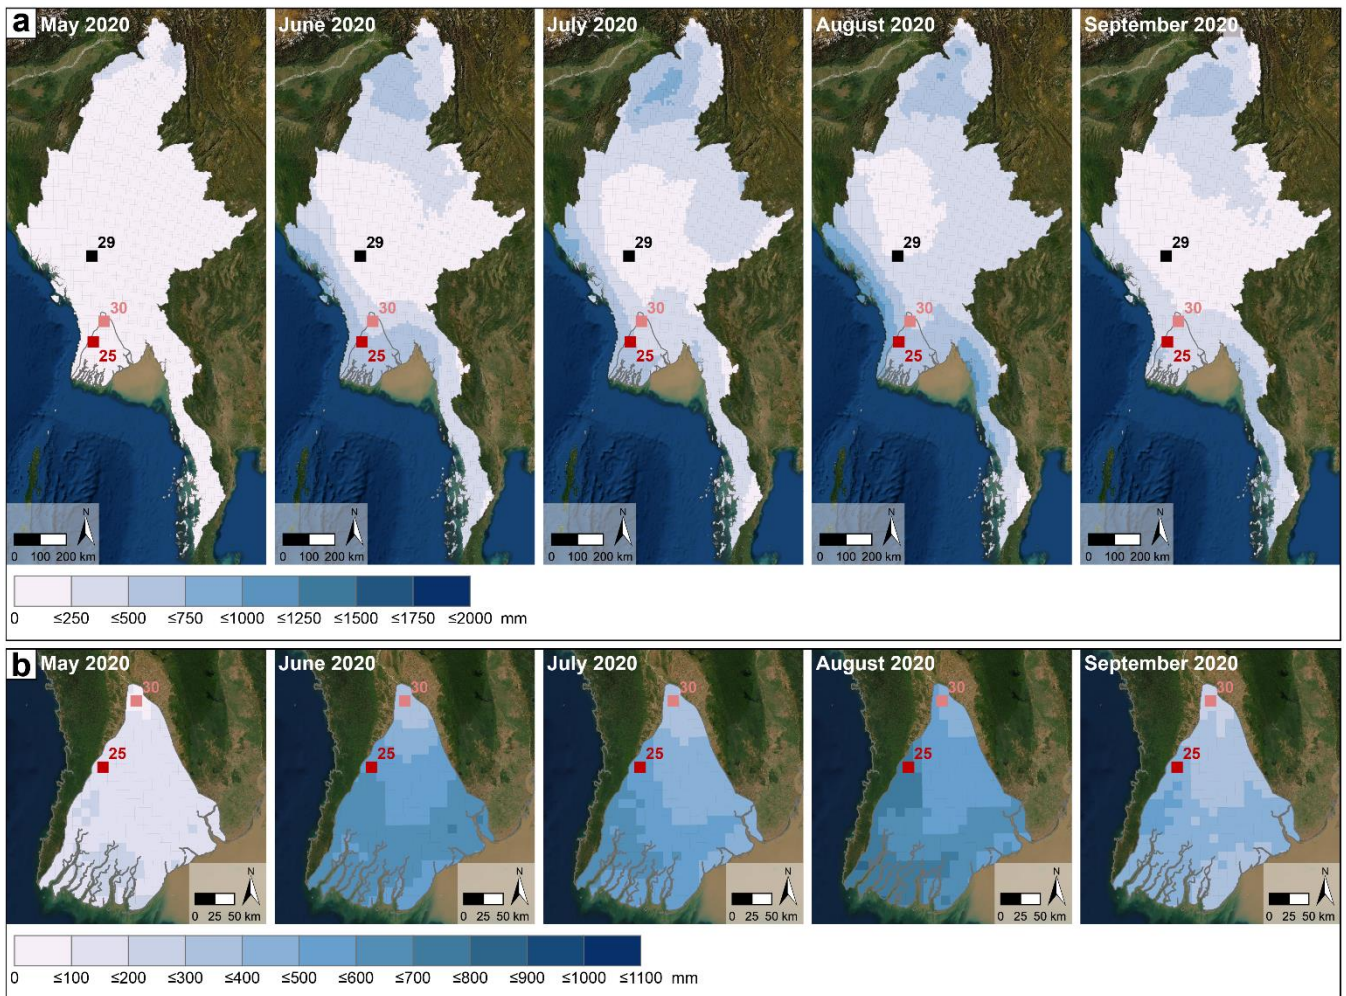 a May 2020 June 2020 July 2020 August 2020 September 2020
29 29 29 29 29
30 30 30 30 30
25 25 25 25 25
N N N N N
0 100 200 km 0 100 200 km 0 100 200 km 0 100 200 km 0 100 200 km
0 ≤250 ≤500 ≤750 ≤1000 ≤1250 ≤1500 ≤1750 ≤2000 mm
b May 2020 June 2020 July 2020 August 2020 September 2020
30 30 30 30 30
25 25 25 25 25
N N N N N
0 25 50 km 0 25 50 km 0 25 50 km 0 25 50 km 0 25 50 km
0 ≤100 ≤200 ≤300 ≤400 ≤500 ≤600 ≤700 ≤800 ≤900 ≤1000 ≤1100 mm